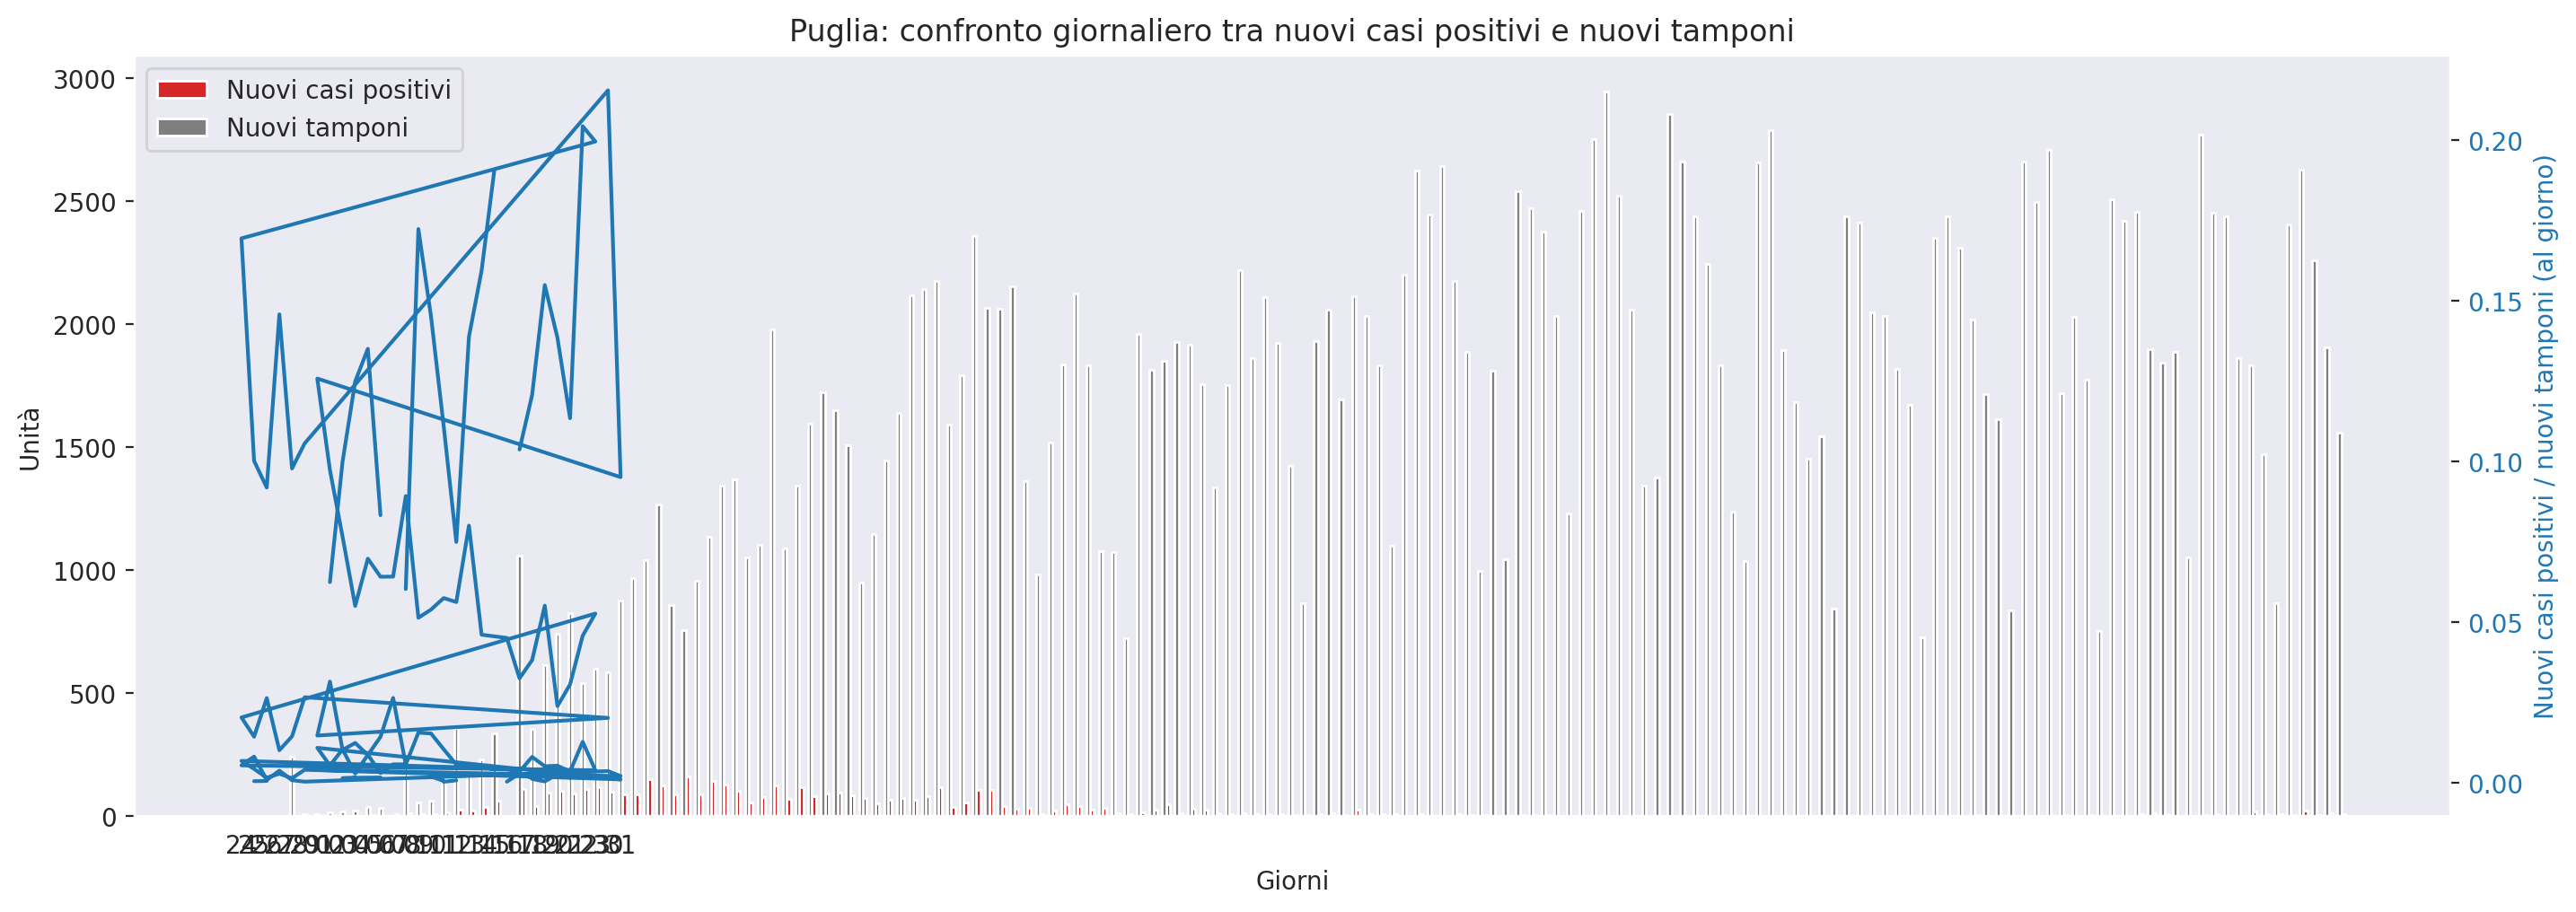 Puglia: confronto giornaliero tra nuovi casi positivi e nuovi tamponi
Nuovi casi positivi
Nuovi tamponi
3000
2500
2000
1500
1000
500
0
Unità
0.20
0.15
0.10
0.05
0.00
Nuovi casi positivi / nuovi tamponi (al giorno)
Giorni